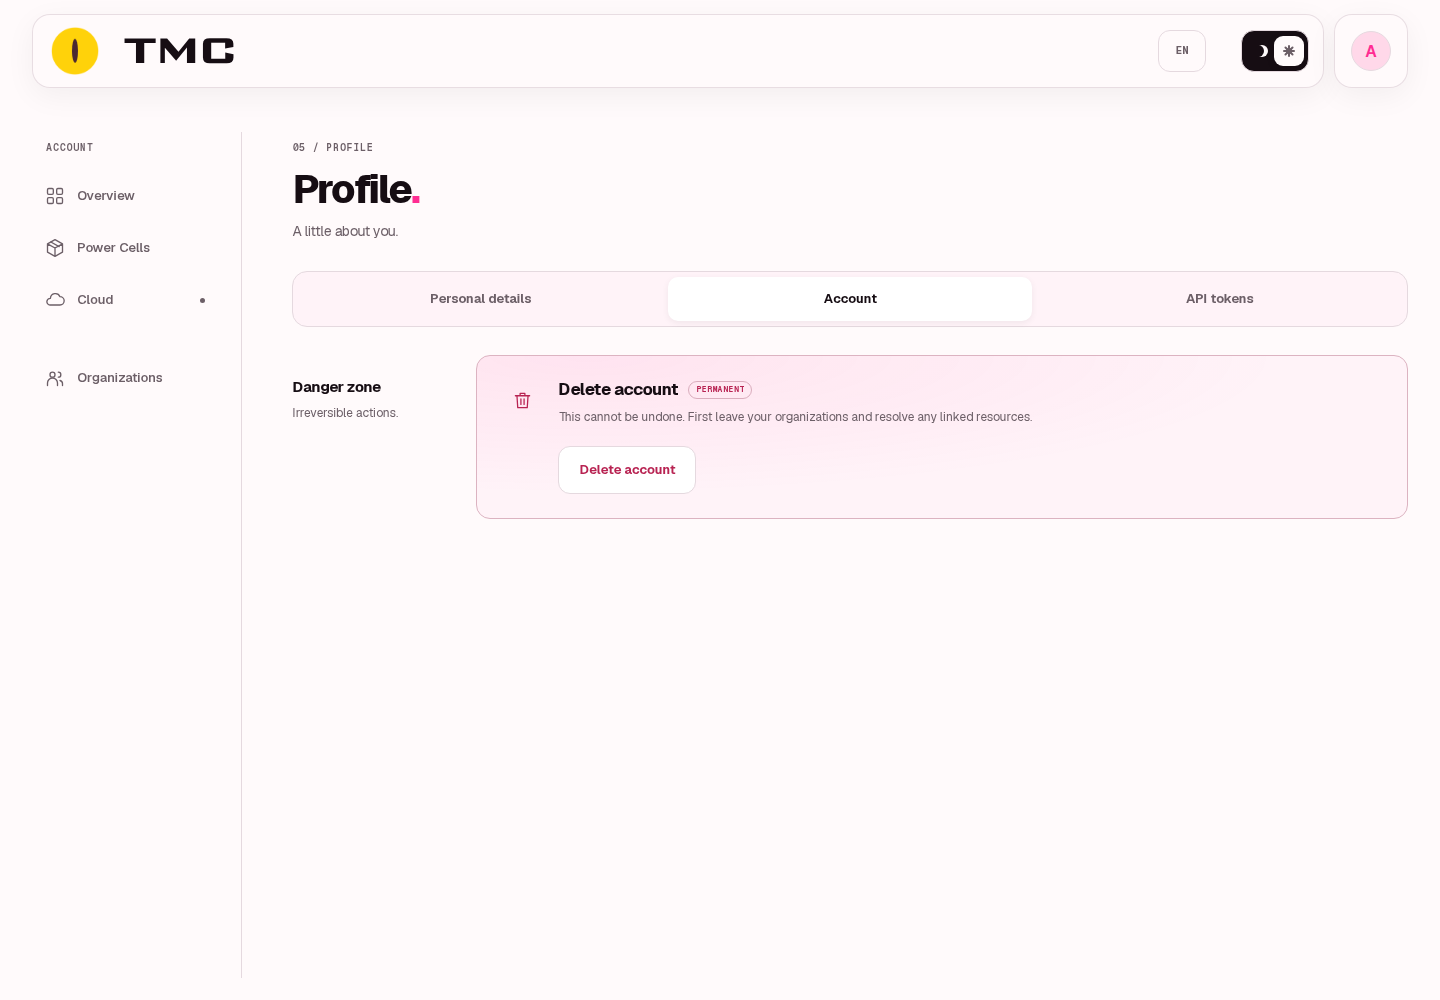 TMC
EN
A
ACCOUNT
Overview
Power Cells
Cloud
Organizations
05 / PROFILE
Profile.
A little about you.
Personal details
Account
API tokens
Danger zone
Irreversible actions.
Delete account
PERMANENT
This cannot be undone. First leave your organizations and resolve any linked resources.
Delete account